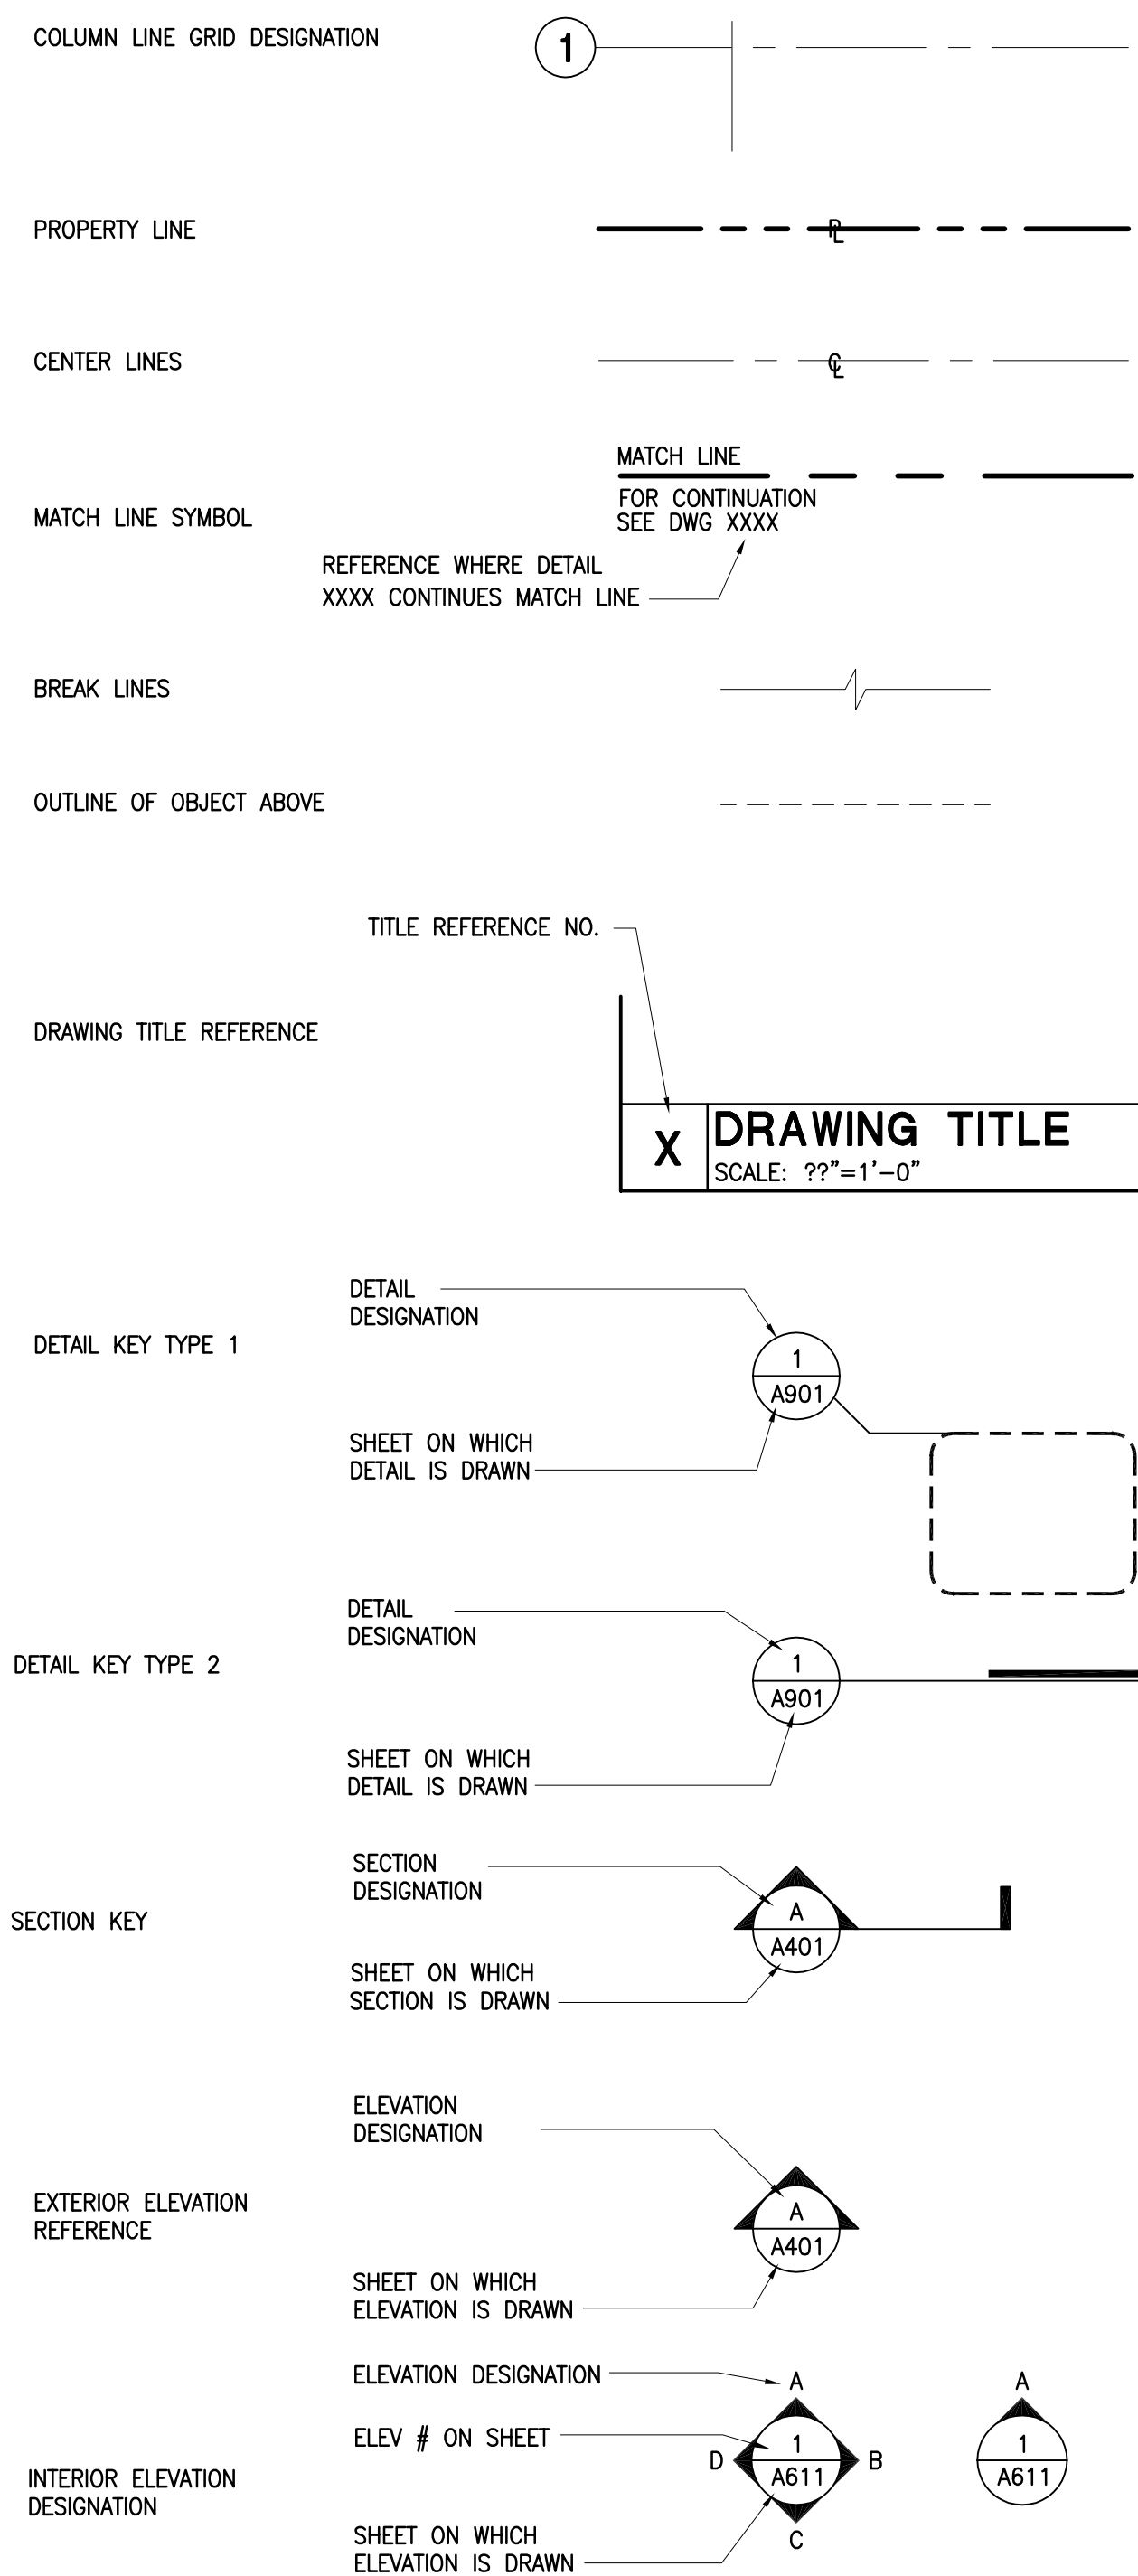 COLUMN LINE GRID DESIGNATION
1
PROPERTY LINE
PL
CENTER LINES
CL
MATCH LINE
FOR CONTINUATION
SEE DWG XXXX
MATCH LINE SYMBOL
REFERENCE WHERE DETAIL
XXXX CONTINUES MATCH LINE
BREAK LINES
OUTLINE OF OBJECT ABOVE
TITLE REFERENCE NO.
DRAWING TITLE REFERENCE
X
DRAWING TITLE
SCALE: ??"=1'-0"
DETAIL
DESIGNATION
DETAIL KEY TYPE 1
1
A901
SHEET ON WHICH
DETAIL IS DRAWN
DETAIL
DESIGNATION
DETAIL KEY TYPE 2
1
A901
SHEET ON WHICH
DETAIL IS DRAWN
SECTION
DESIGNATION
SECTION KEY
A
A401
SHEET ON WHICH
SECTION IS DRAWN
ELEVATION
DESIGNATION
EXTERIOR ELEVATION
REFERENCE
A
A401
SHEET ON WHICH
ELEVATION IS DRAWN
ELEVATION DESIGNATION
A
A
ELEV # ON SHEET
1
1
D
B
A611
A611
INTERIOR ELEVATION
DESIGNATION
C
SHEET ON WHICH
ELEVATION IS DRAWN